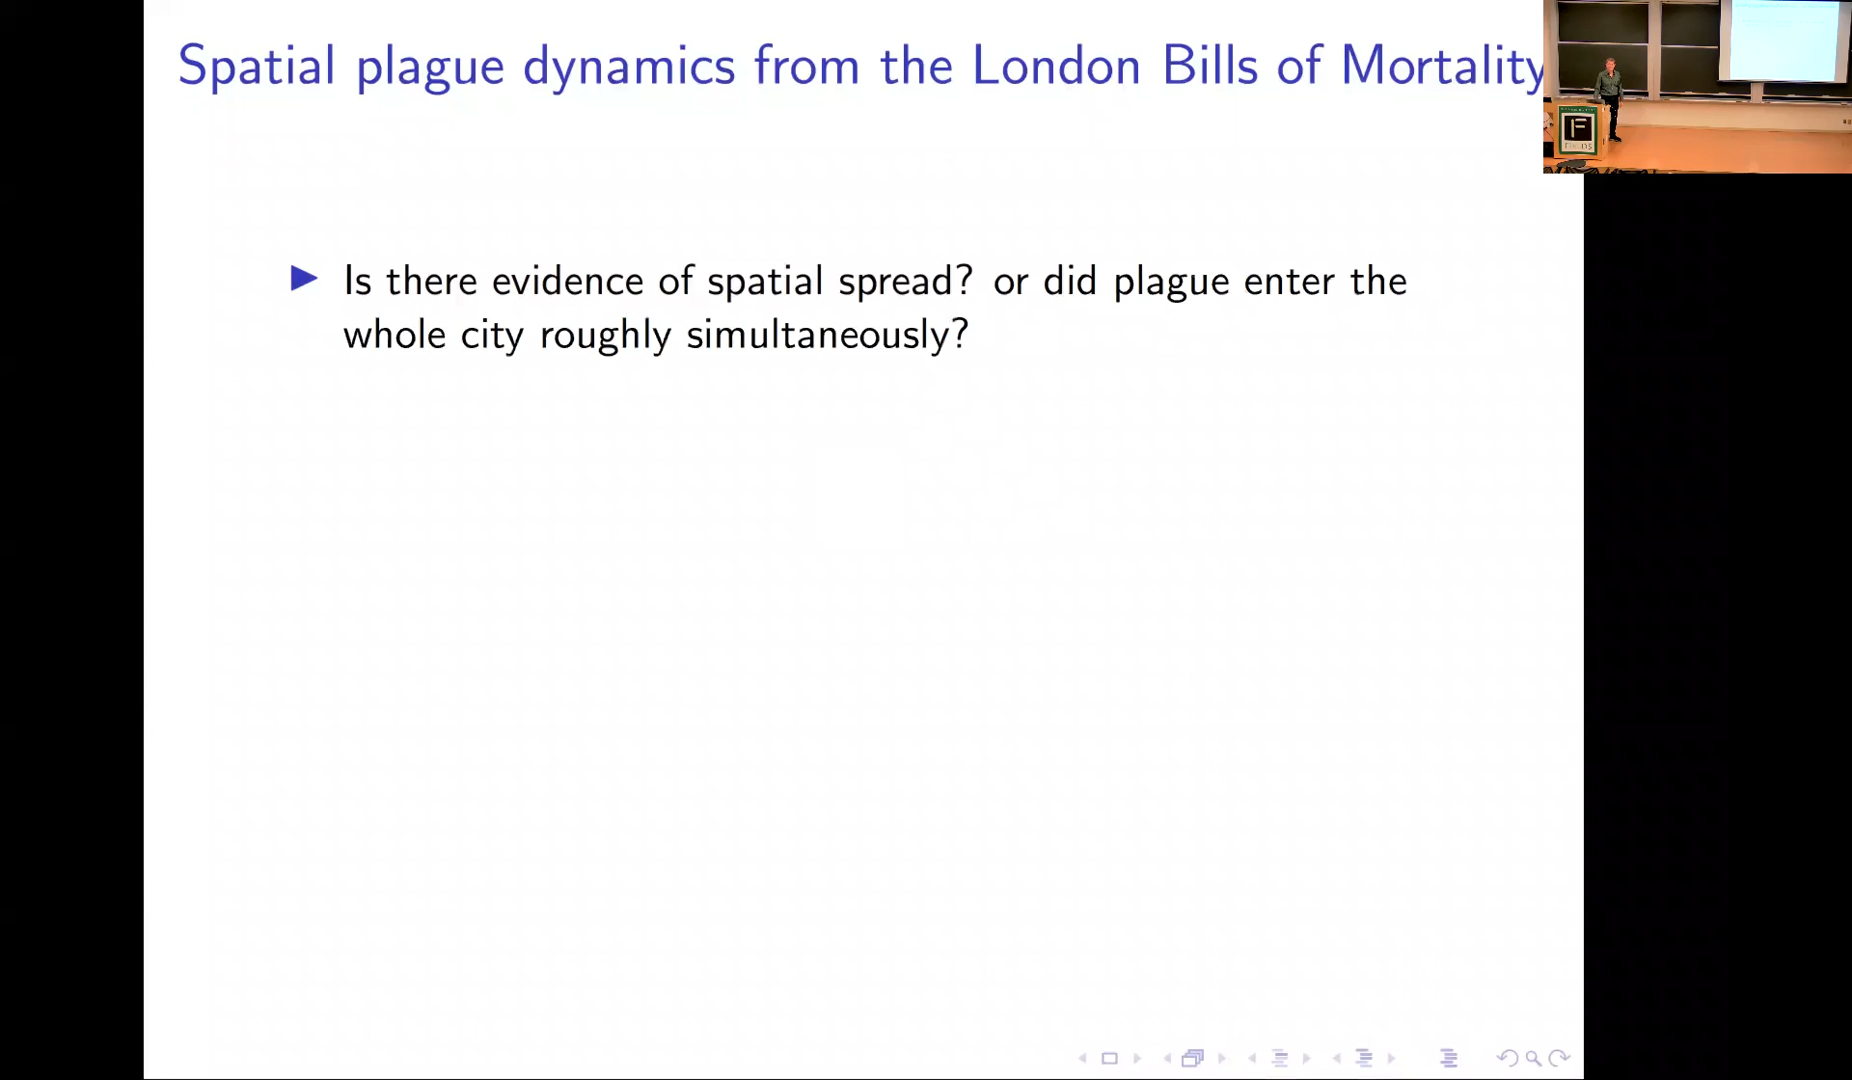 Spatial plague dynamics from the London Bills of Mortality
Is there evidence of spatial spread? or did plague enter the
whole city roughly simultaneously?
F
FIELDS